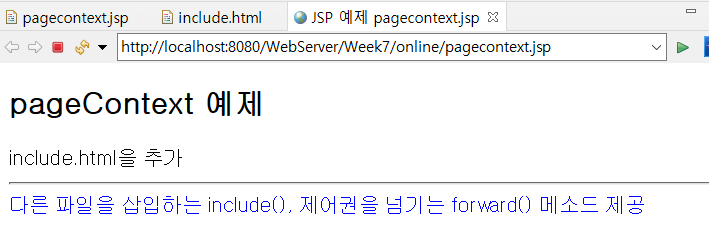 pagecontext.jsp include.html JSP 예제 pagecontext.jsp
http://localhost:8080/WebServer/Week7/online/pagecontext.jsp
pageContext 예제
include.html을 추가
다른 파일을 삽입하는 include(), 제어권을 넘기는 forward() 메소드 제공